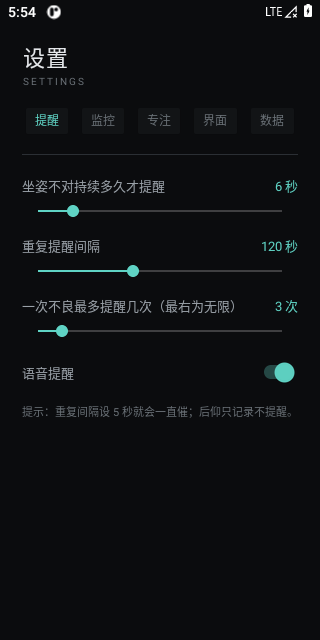 5:54
LTE
设置
SETTINGS
提醒 监控 专注 界面 数据
坐姿不对持续多久才提醒 6 秒
重复提醒间隔 120 秒
一次不良最多提醒几次（最右为无限） 3 次
语音提醒
提示：重复间隔设 5 秒就会一直催；后仰只记录不提醒。